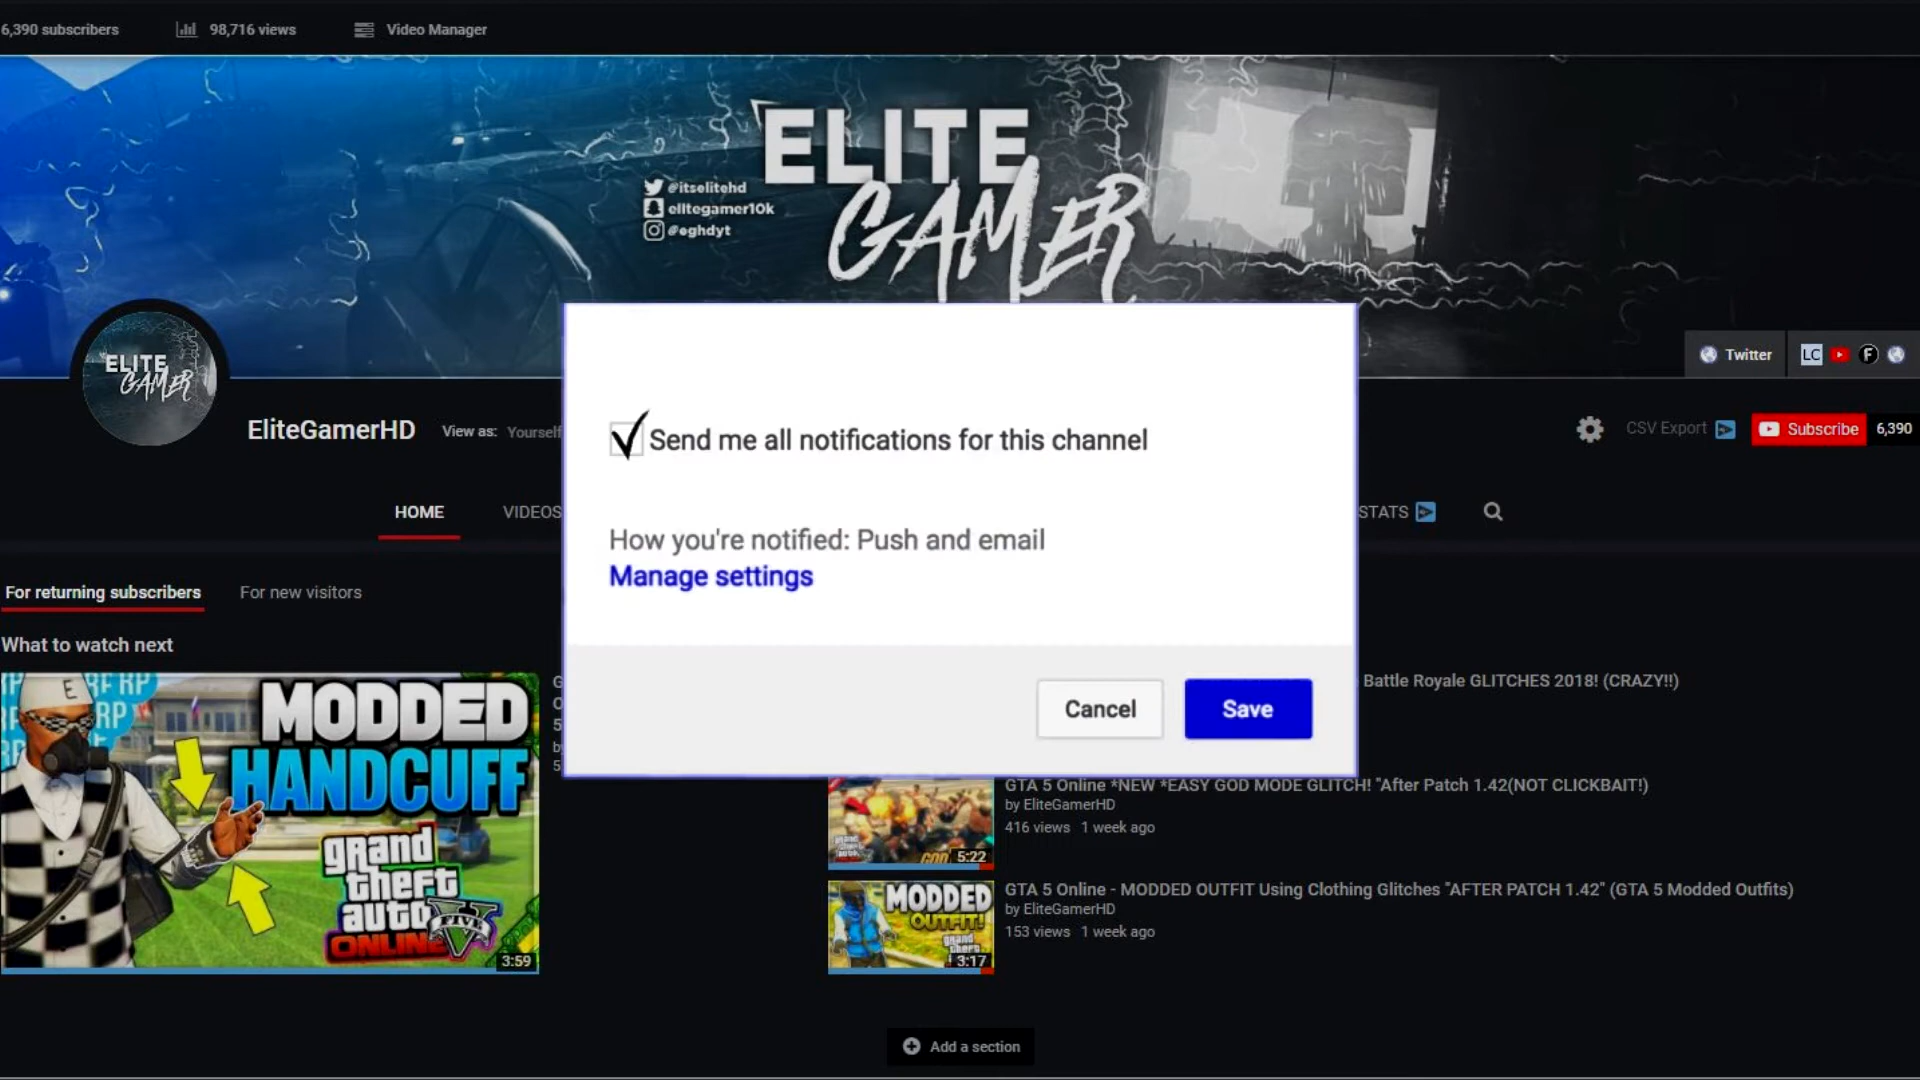 6,390 subscribers
98,716 views
Video Manager
ELITE
GAMER
@itselitehd
elitegamer10k
@eghdyt
ELITE
GAMER
Twitter
LC
F
EliteGamerHD
View as: Yourself
CSV Export
Subscribe
6,390
HOME
VIDEOS
STATS
Send me all notifications for this channel
How you're notified: Push and email
Manage settings
Cancel
Save
For returning subscribers
For new visitors
What to watch next
E
MODDED
HANDCUFF
grand
theft
auto
FIVE
ONLINE
3:59
Battle Royale GLITCHES 2018! (CRAZY!!)
GTA 5 Online *NEW *EASY GOD MODE GLITCH! "After Patch 1.42(NOT CLICKBAIT!)
by EliteGamerHD
416 views 1 week ago
GOD
5:22
GTA 5 Online - MODDED OUTFIT Using Clothing Glitches "AFTER PATCH 1.42" (GTA 5 Modded Outfits)
by EliteGamerHD
153 views 1 week ago
MODDED
OUTFIT!
grand
theft
3:17
Add a section